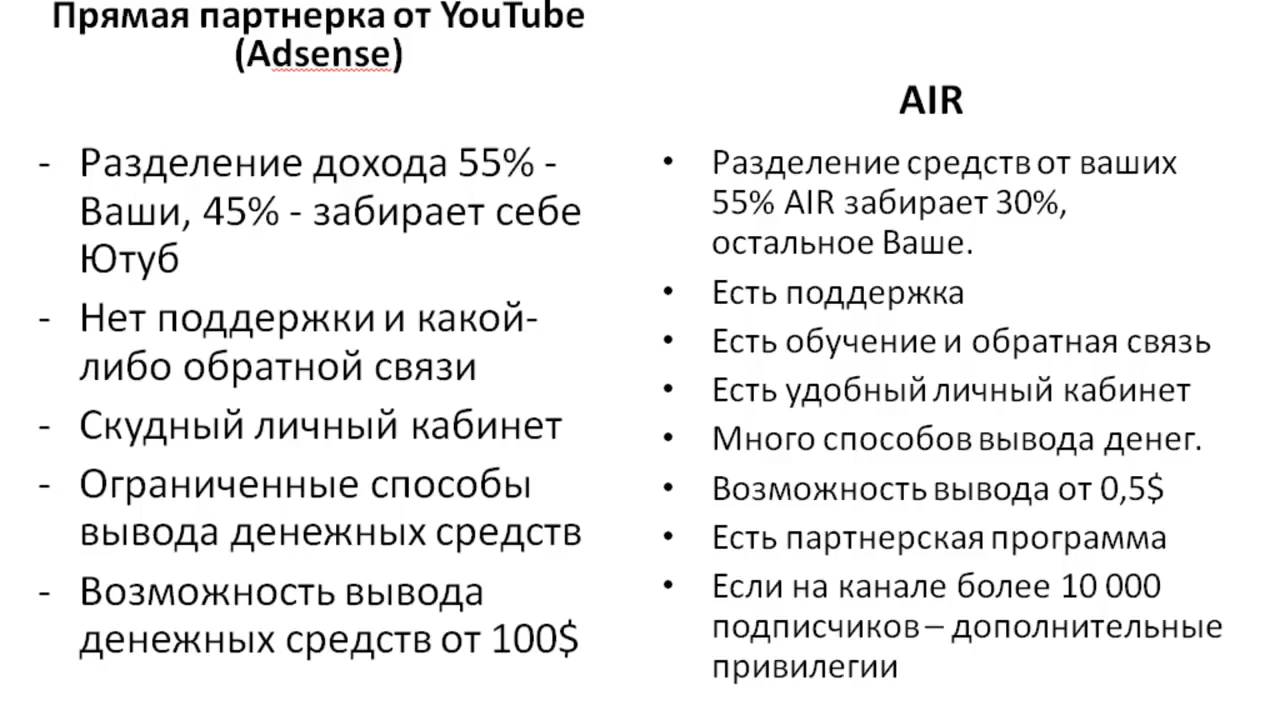 Прямая партнерка от YouTube
(Adsense)
- Разделение дохода 55% -
Ваши, 45% - забирает себе
Ютуб
- Нет поддержки и какой-
либо обратной связи
- Скудный личный кабинет
- Ограниченные способы
вывода денежных средств
- Возможность вывода
денежных средств от 100$
AIR
• Разделение средств от ваших
55% AIR забирает 30%,
остальное Ваше.
• Есть поддержка
• Есть обучение и обратная связь
• Есть удобный личный кабинет
• Много способов вывода денег.
• Возможность вывода от 0,5$
• Есть партнерская программа
• Если на канале более 10 000
подписчиков – дополнительные
привилегии